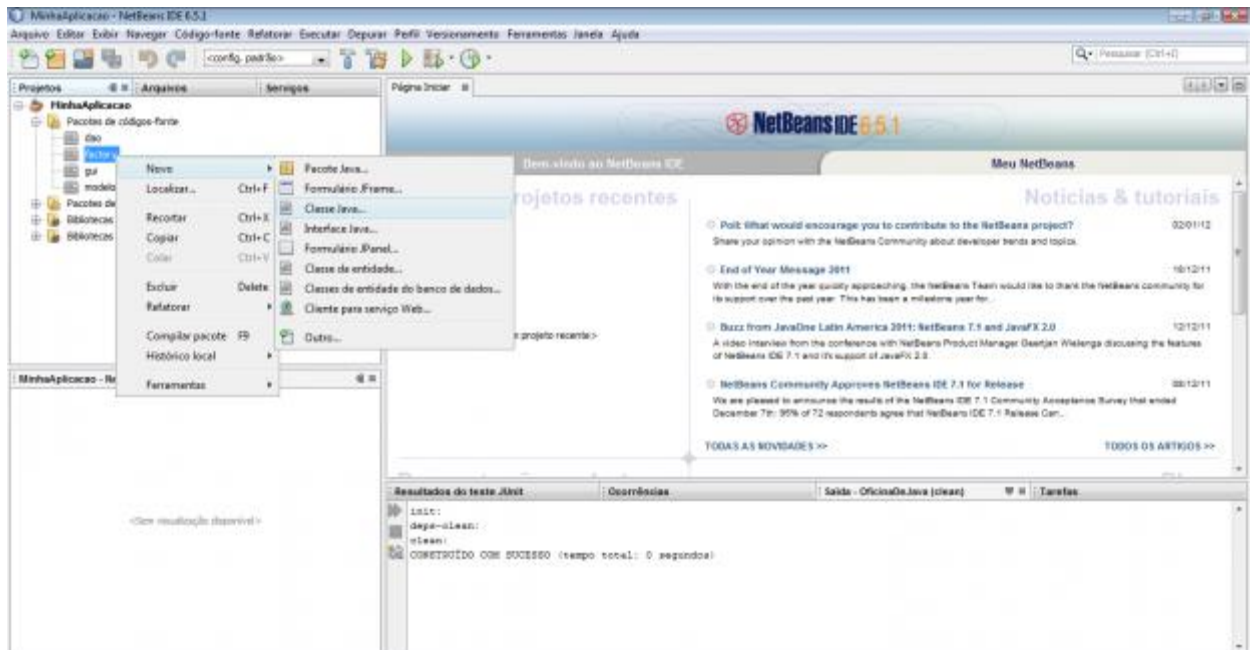 MinhaAplicacao - NetBeans IDE 6.5.1
Arquivo Editar Exibir Navegar Código-fonte Refatorar Executar Depurar Perfil Versionamento Ferramentas Janela Ajuda
<config. padrão>
Pesquisar (Ctrl+I)
Projetos
Arquivos
Serviços
Página Iniciar
MinhaAplicacao
Pacotes de códigos-fonte
dao
factory
gui
modelo
Pacotes de
Bibliotecas
Bibliotecas
Novo
Localizar... Ctrl+F
Recortar Ctrl+X
Copiar Ctrl+C
Colar Ctrl+V
Excluir Delete
Refatorar
Compilar pacote F9
Histórico local
Ferramentas
Pacote Java...
Formulário JFrame...
Classe Java...
Interface Java...
Formulário JPanel...
Classe de entidade...
Classes de entidade do banco de dados...
Cliente para serviço Web...
Outro...
NetBeans IDE 6.5.1
Bem-vindo ao NetBeans IDE
Meu NetBeans
rojetos recentes
projeto recente>
Notícias & tutoriais
Poll: What would encourage you to contribute to the NetBeans project? 02/01/12
Share your opinion with the NetBeans Community about developer trends and topics.
End of Year Message 2011 16/12/11
With the end of the year quickly approaching, the NetBeans Team would like to thank the NetBeans community for its support over the past year. This has been a milestone year for...
Buzz from JavaOne Latin America 2011: NetBeans 7.1 and JavaFX 2.0 12/12/11
A video interview from the conference with NetBeans Product Manager Geertjan Wielenga discussing the features of NetBeans IDE 7.1 and it's support of JavaFX 2.0.
NetBeans Community Approves NetBeans IDE 7.1 for Release 08/12/11
We are pleased to announce the results of the NetBeans IDE 7.1 Community Acceptance Survey that ended December 7th: 95% of 72 respondents agree that NetBeans IDE 7.1 Release Can...
TODAS AS NOVIDADES >>
TODOS OS ARTIGOS >>
MinhaAplicacao - Na
<Sem visualização disponível>
Resultados do teste JUnit
Ocorrências
Saída - OficinaDeJava (clean)
Tarefas
init:
deps-clean:
clean:
CONSTRUÍDO COM SUCESSO (tempo total: 0 segundos)